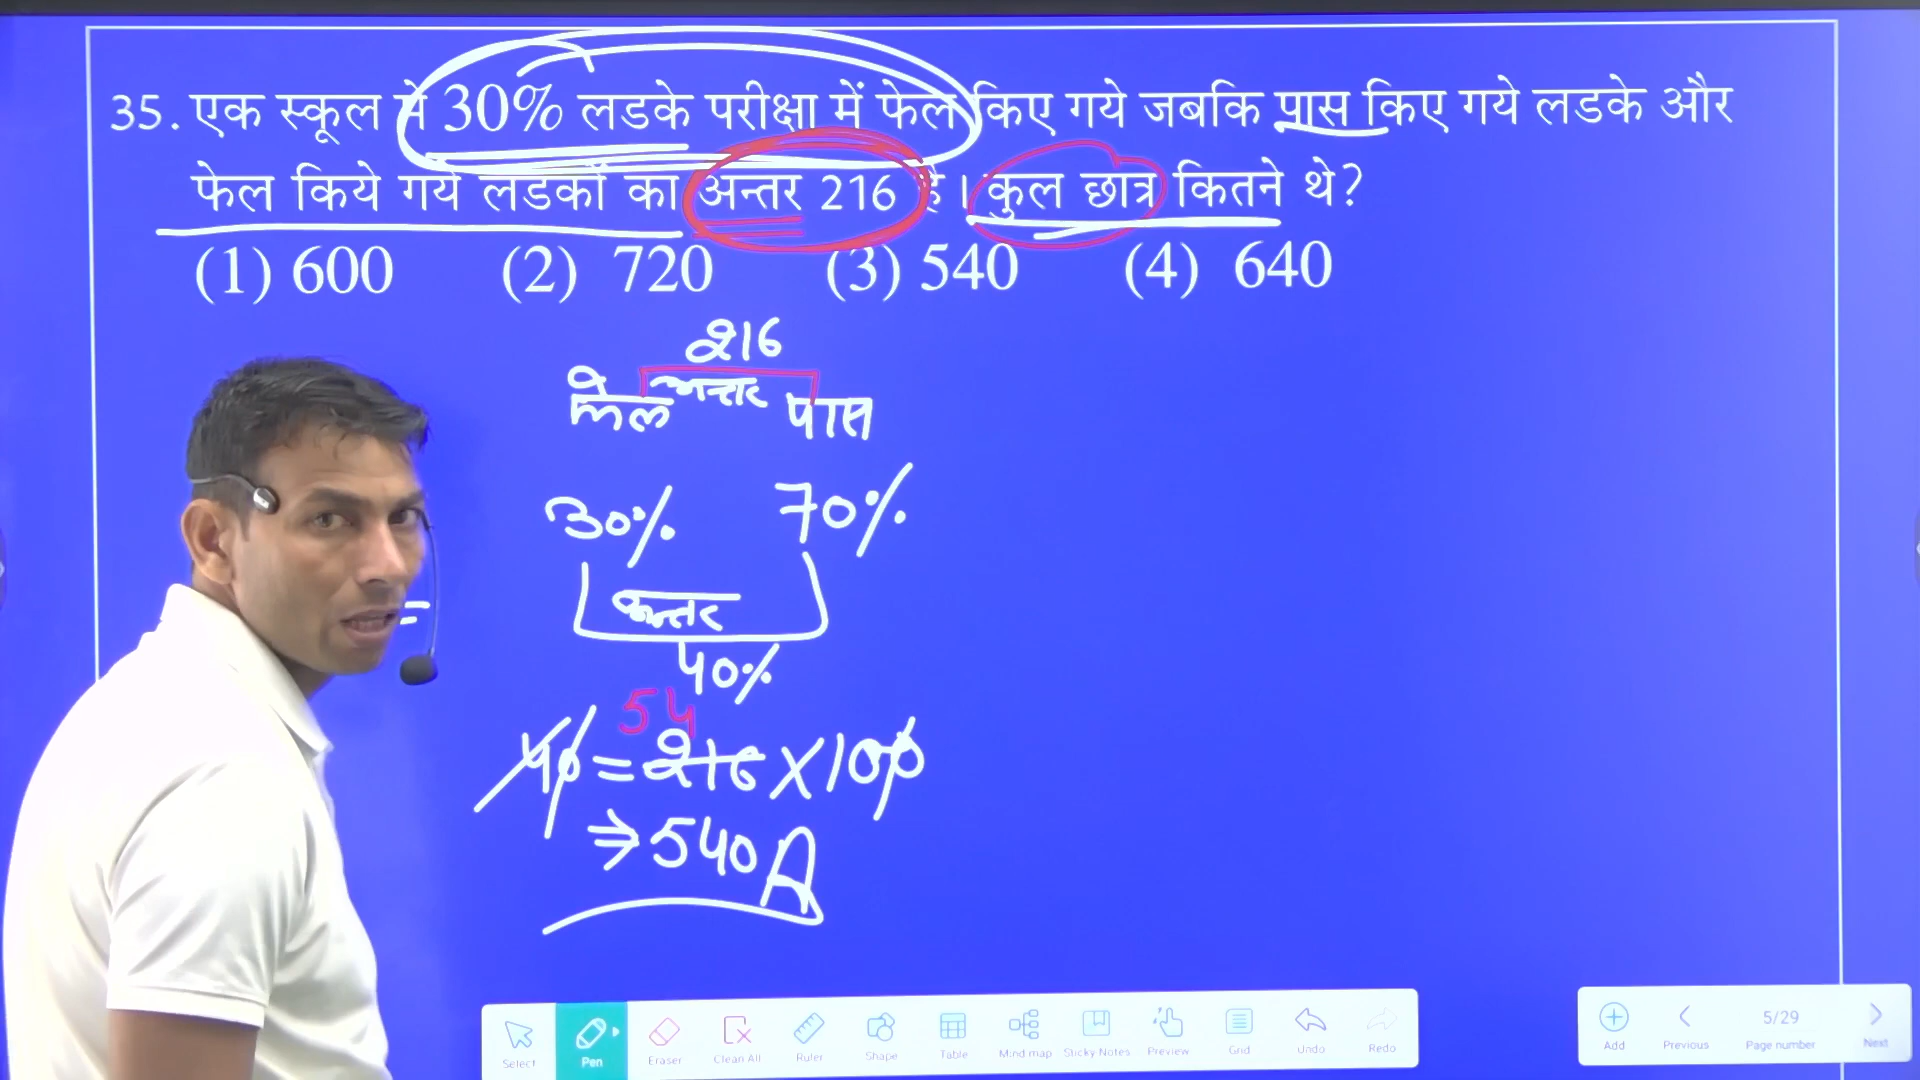 35. एक स्कूल मे 30% लडके परीक्षा में फेल किए गये जबकि पास किए गये लडके और
फेल किये गये लडकों का अन्तर 216 है। कुल छात्र कितने थे?
(1) 600 (2) 720 (3) 540 (4) 640
216
फेल अन्तर पास
30% 70%
अन्तर
40%
54
40 = 216 × 100
⇒ 540 A
Select Pen Eraser Clean All Ruler Shape Table Mind map Sticky Notes Preview Grid Undo Redo
Add Previous 5/29 Page number Next